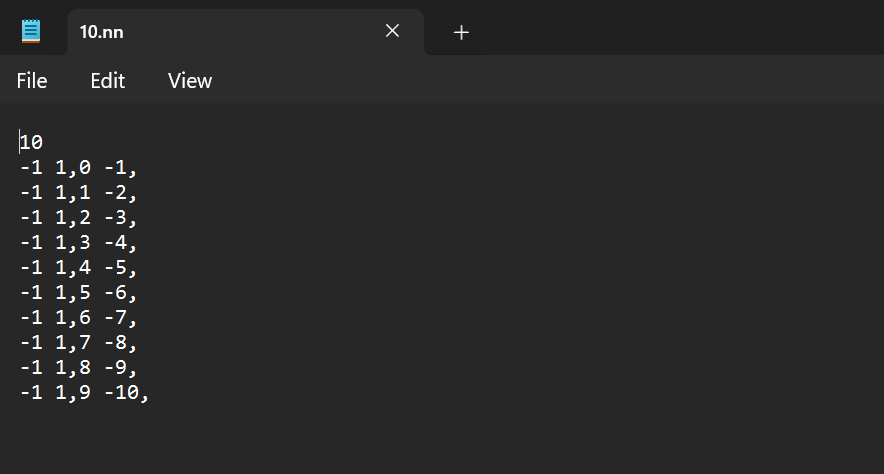 10.nn
File Edit View
10
-1 1,0 -1,
-1 1,1 -2,
-1 1,2 -3,
-1 1,3 -4,
-1 1,4 -5,
-1 1,5 -6,
-1 1,6 -7,
-1 1,7 -8,
-1 1,8 -9,
-1 1,9 -10,